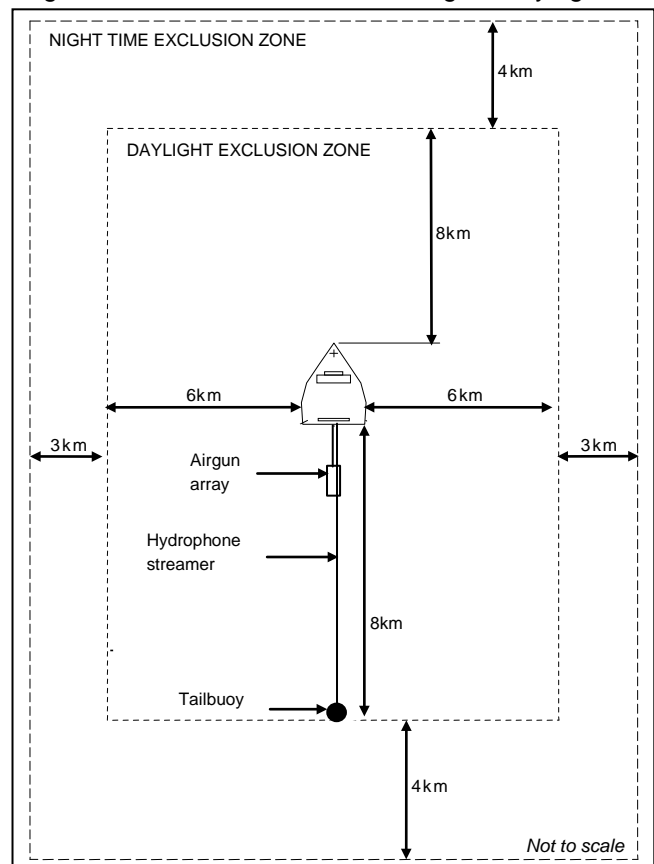 NIGHT TIME EXCLUSION ZONE
4km
DAYLIGHT EXCLUSION ZONE
8km
6km
6km
3km
3km
Airgun
array
Hydrophone
streamer
8km
Tailbuoy
4km
Not to scale